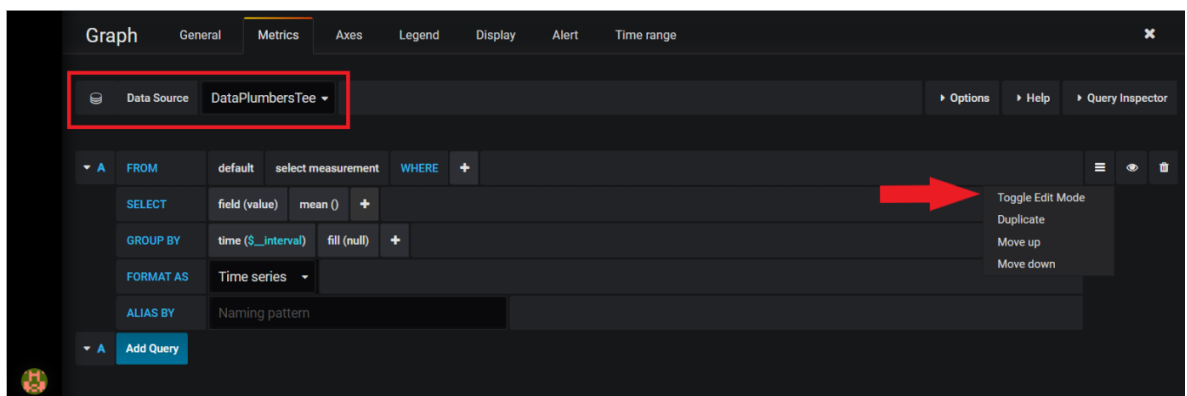 Graph General Metrics Axes Legend Display Alert Time range
Data Source DataPlumbersTee Options Help Query Inspector
A FROM default select measurement WHERE +
SELECT field (value) mean () +
GROUP BY time ($__interval) fill (null) +
FORMAT AS Time series
ALIAS BY Naming pattern
A Add Query
Toggle Edit Mode
Duplicate
Move up
Move down